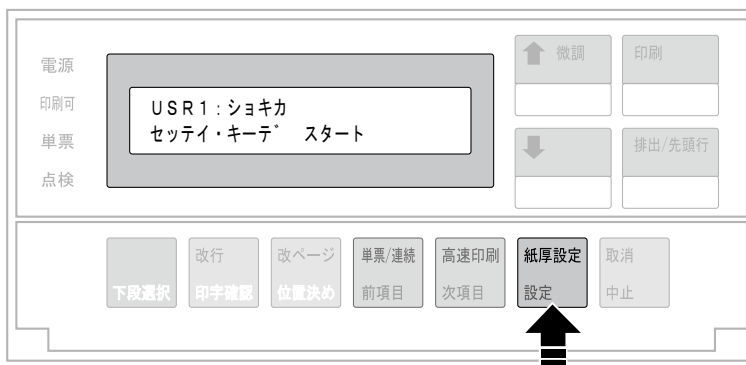 電源
印刷可
単票
点検
USR1:ショキカ
セッテイ・キーデ゛ スタート
微調
印刷
排出/先頭行
下段選択
改行
印字確認
改ページ
位置決め
単票/連続
前項目
高速印刷
次項目
紙厚設定
設定
取消
中止